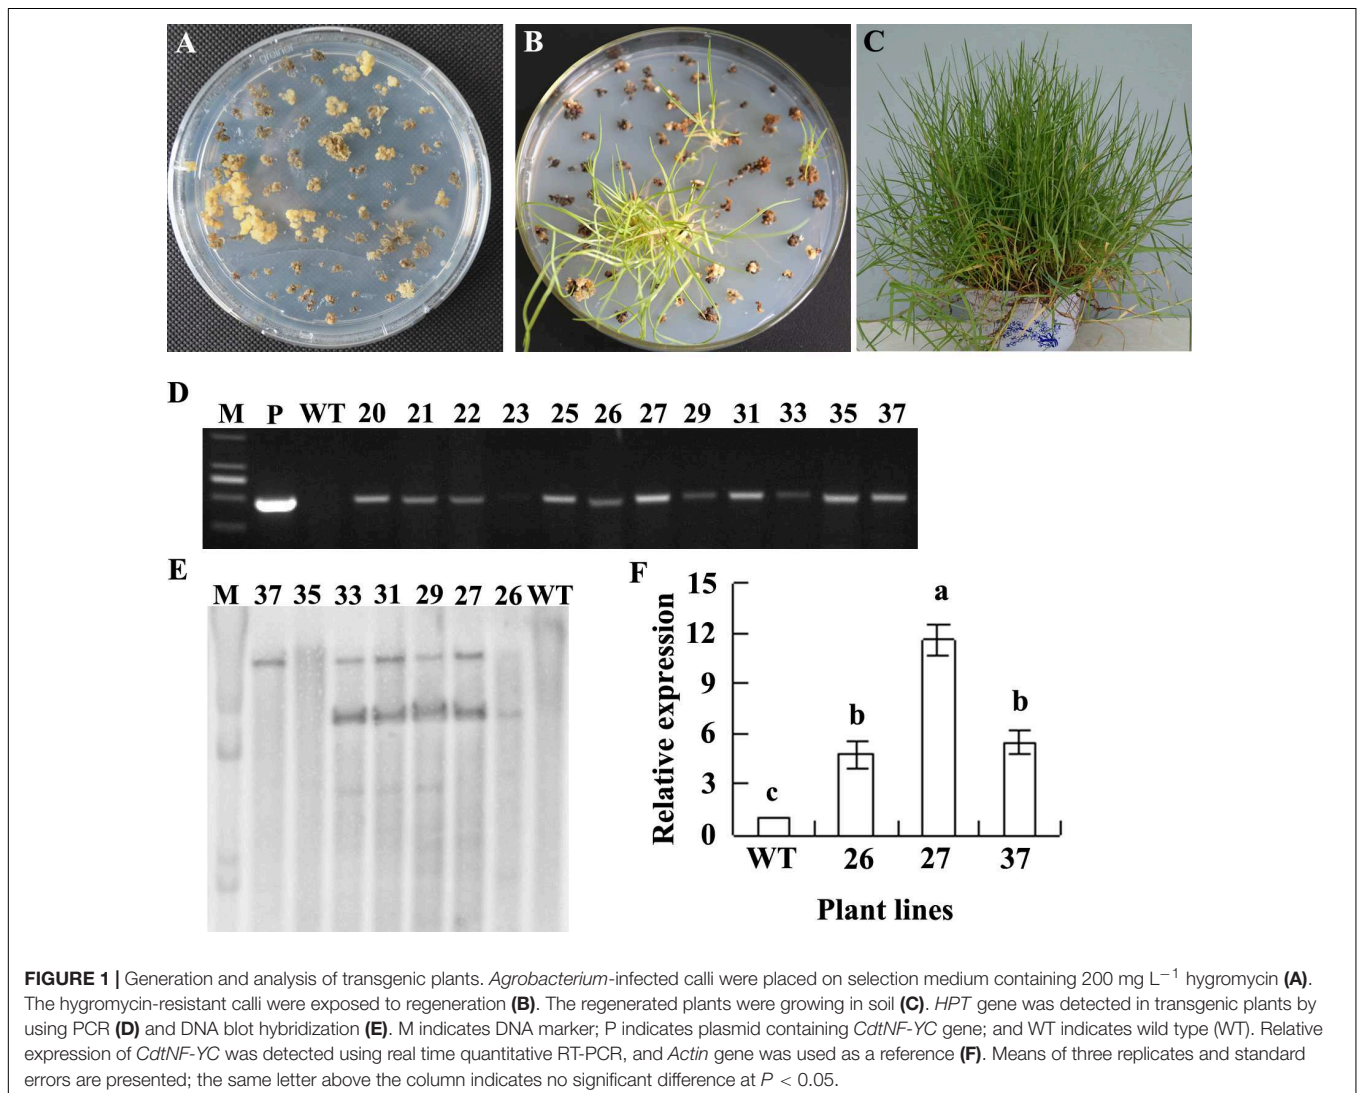 A
B
C
D
M P WT 20 21 22 23 25 26 27 29 31 33 35 37
E
M 37 35 33 31 29 27 26 WT
F
15
12
9
6
3
0
Relative expression
c
b
a
b
WT 26 27 37
Plant lines
FIGURE 1 | Generation and analysis of transgenic plants. Agrobacterium-infected calli were placed on selection medium containing 200 mg L⁻¹ hygromycin (A).
The hygromycin-resistant calli were exposed to regeneration (B). The regenerated plants were growing in soil (C). HPT gene was detected in transgenic plants by
using PCR (D) and DNA blot hybridization (E). M indicates DNA marker; P indicates plasmid containing CdtNF-YC gene; and WT indicates wild type (WT). Relative
expression of CdtNF-YC was detected using real time quantitative RT-PCR, and Actin gene was used as a reference (F). Means of three replicates and standard
errors are presented; the same letter above the column indicates no significant difference at P < 0.05.